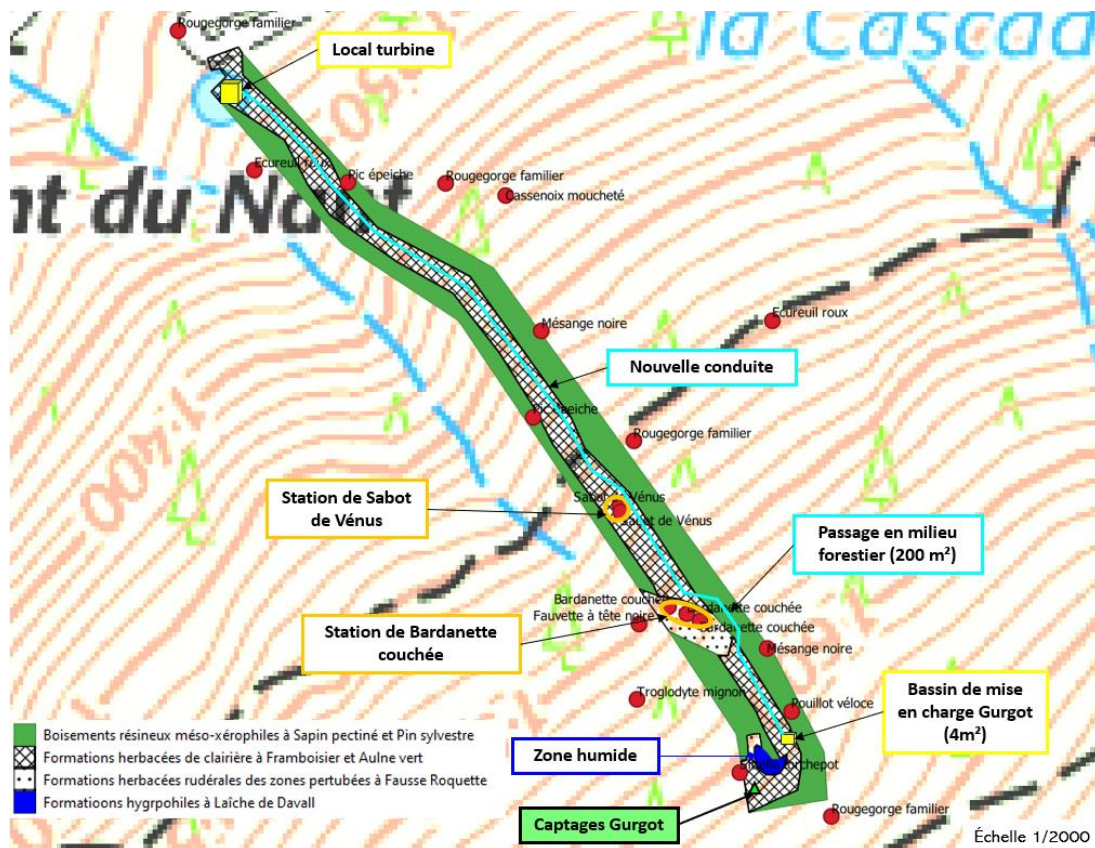 Rougegorge familier
la Cascad
Local turbine
Ecureuil roux
Pic épeiche
Rougegorge familier
Cassenoix moucheté
nt du Nant
Mésange noire
Ecureuil roux
Nouvelle conduite
Pic épeiche
Rougegorge familier
1400
Station de Sabot
de Vénus
Sabot Vénus
Sabot de Vénus
Passage en milieu
forestier (200 m²)
Bardanette couchée
Bardanette couchée
Fauvette à tête noire
Bardanette couchée
Station de Bardanette
couchée
Mésange noire
Troglodyte mignon
Pouillot véloce
Bassin de mise
en charge Gurgot
(4m²)
Zone humide
torchepot
Captages Gurgot
Rougegorge familier
Boisements résineux méso-xérophiles à Sapin pectiné et Pin sylvestre
Formations herbacées de clairière à Framboisier et Aulne vert
Formations herbacées rudérales des zones pertubées à Fausse Roquette
Formatioons hygrpohiles à Laîche de Davall
Échelle 1/2000